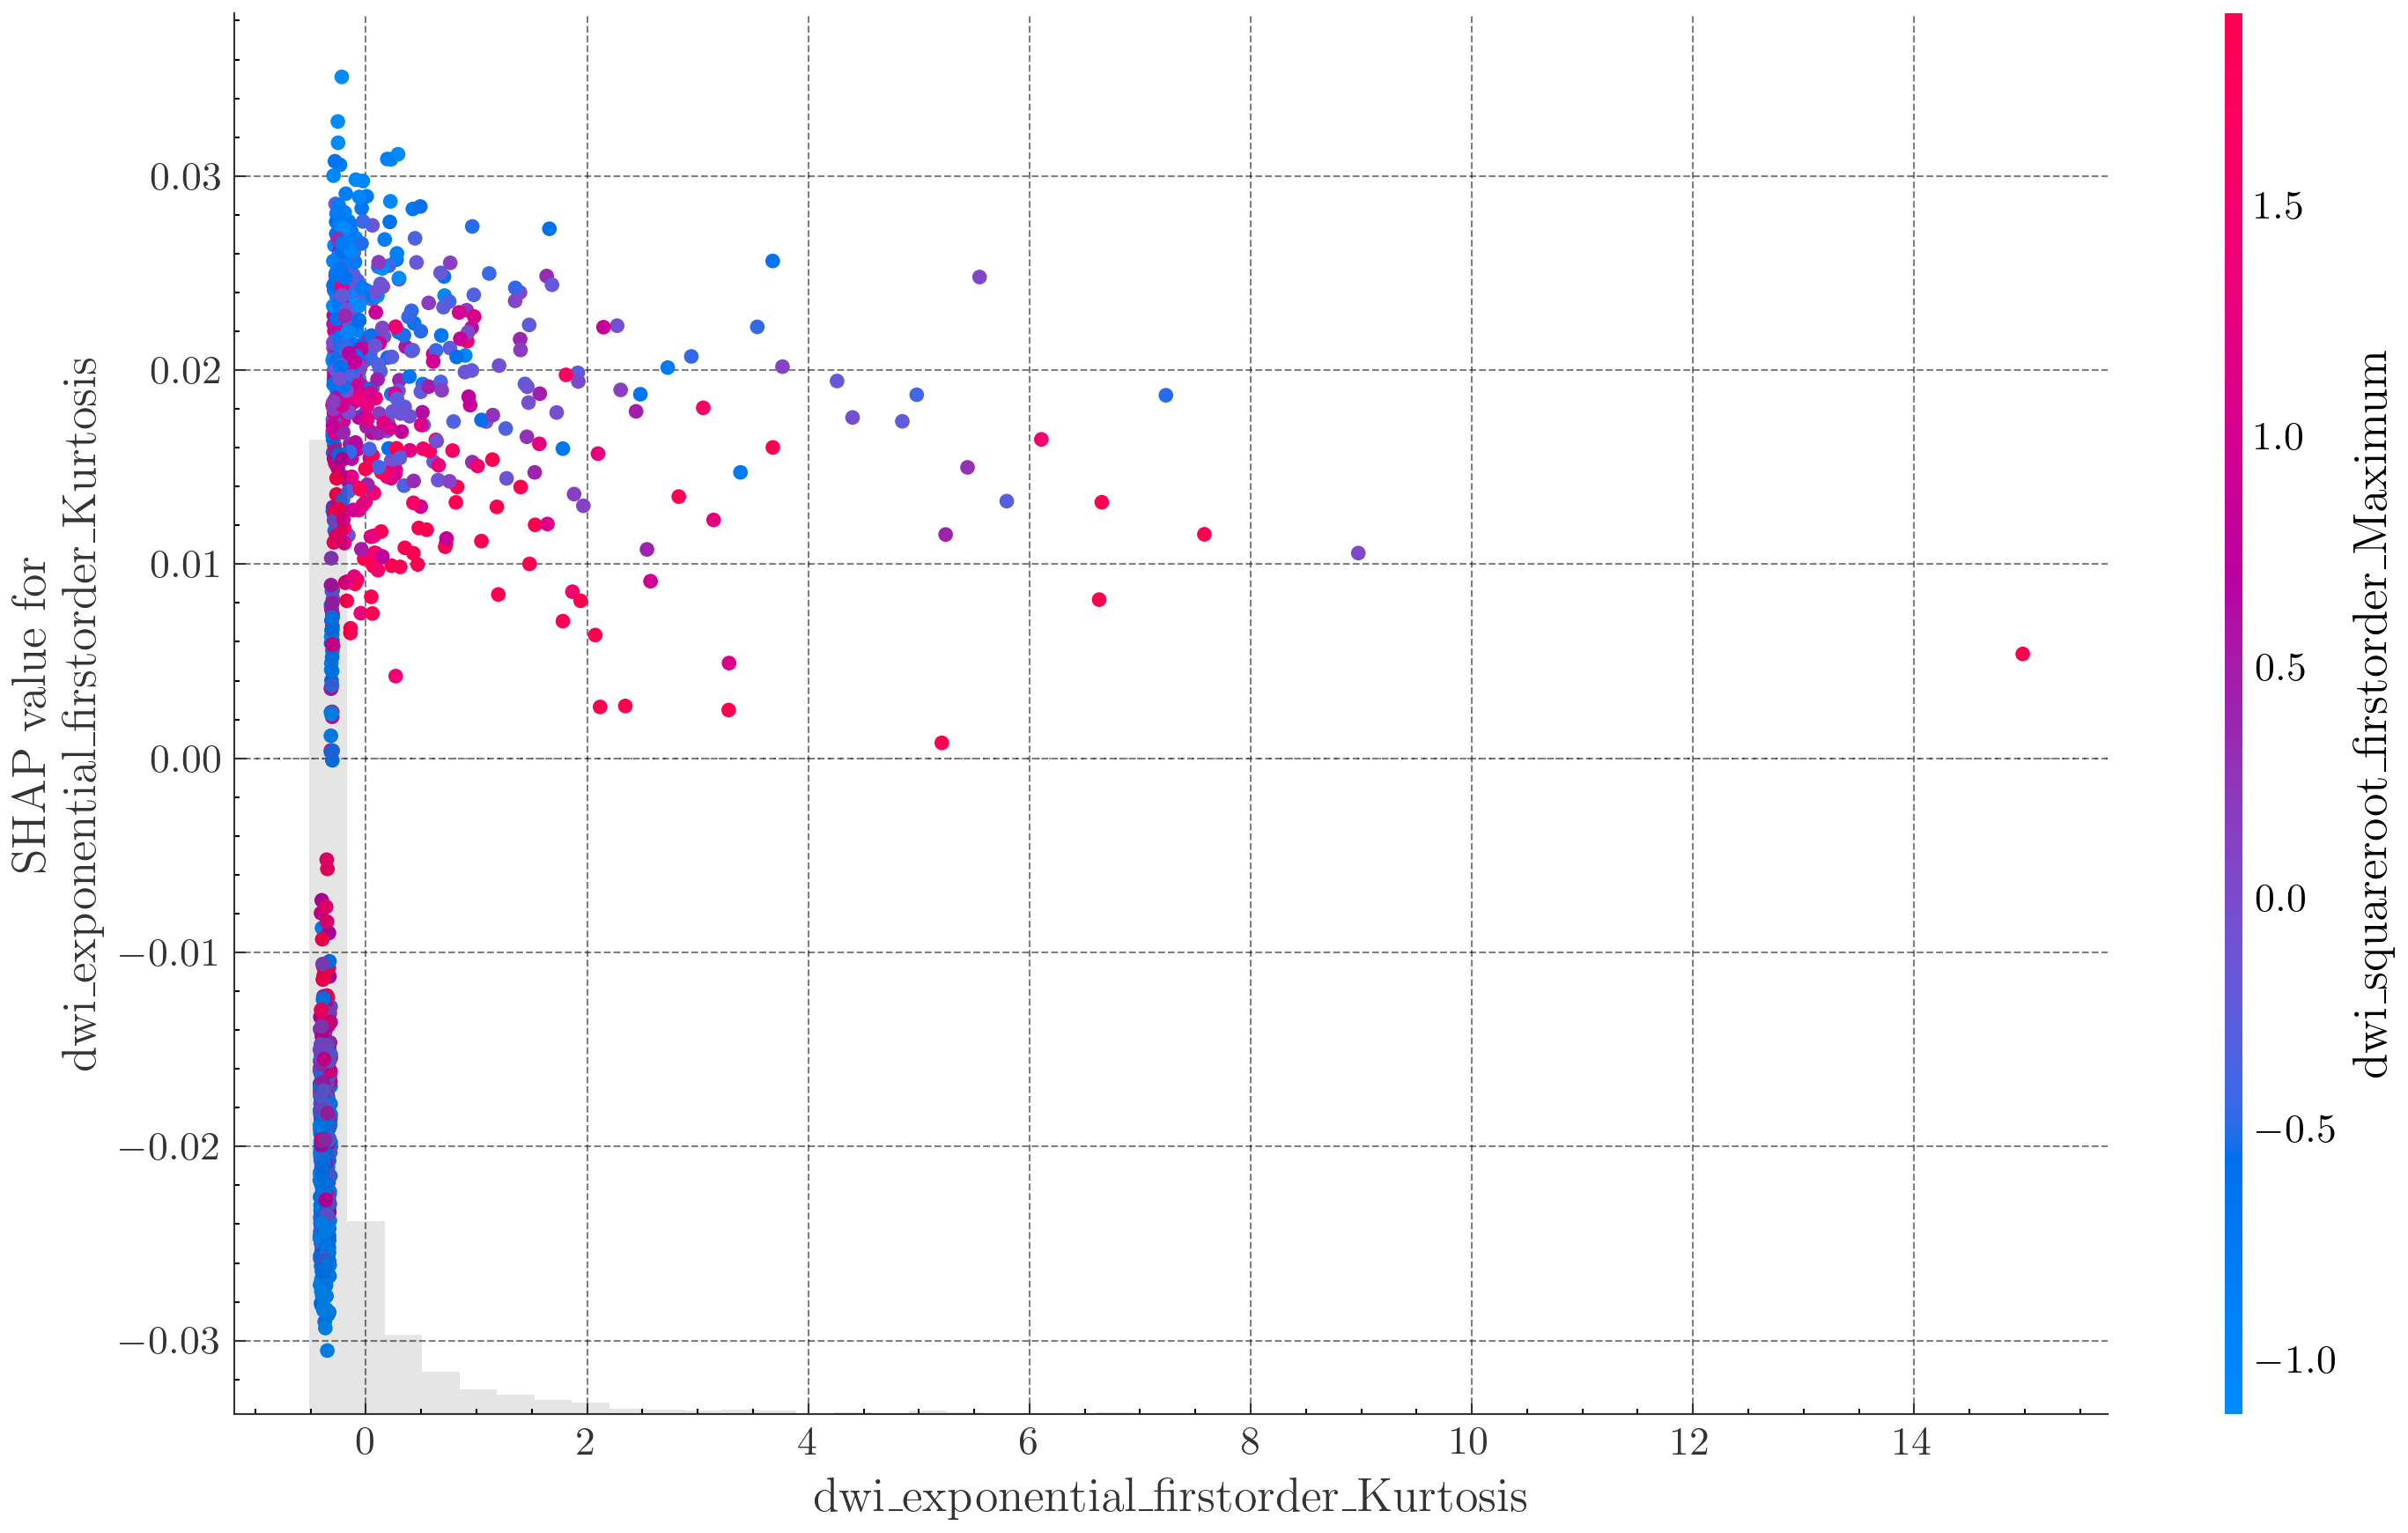 SHAP value for
dwi_exponential_firstorder_Kurtosis
0.03
0.02
0.01
0.00
−0.01
−0.02
−0.03
0 2 4 6 8 10 12 14
dwi_exponential_firstorder_Kurtosis
1.5
1.0
0.5
0.0
−0.5
−1.0
dwi_squareroot_firstorder_Maximum